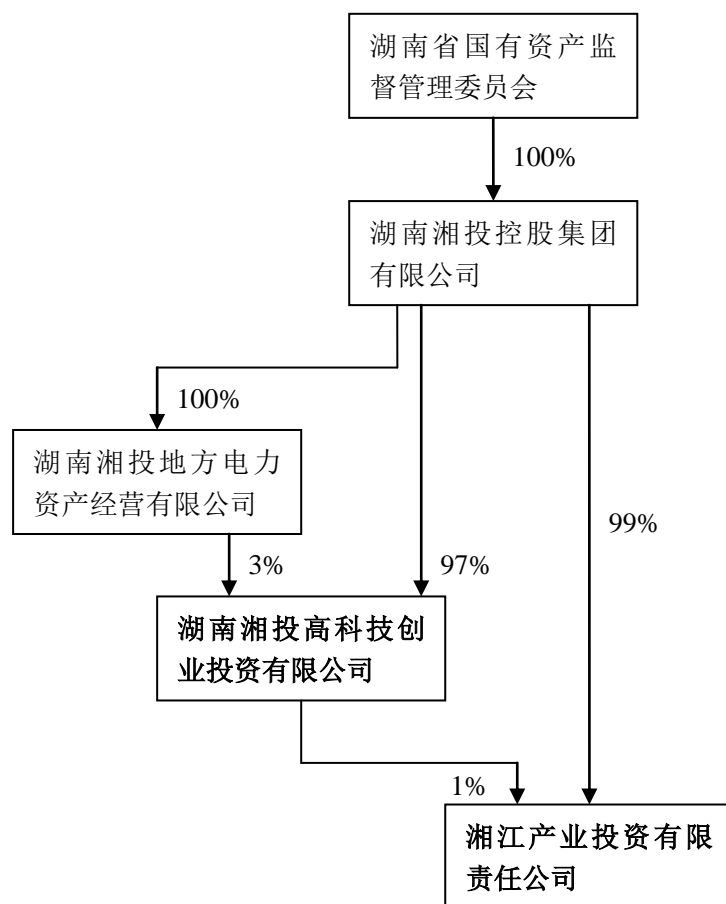 湖南省国有资产监
督管理委员会
100%
湖南湘投控股集团
有限公司
100%
湖南湘投地方电力
资产经营有限公司
99%
3%
97%
湖南湘投高科技创
业投资有限公司
1%
湘江产业投资有限
责任公司